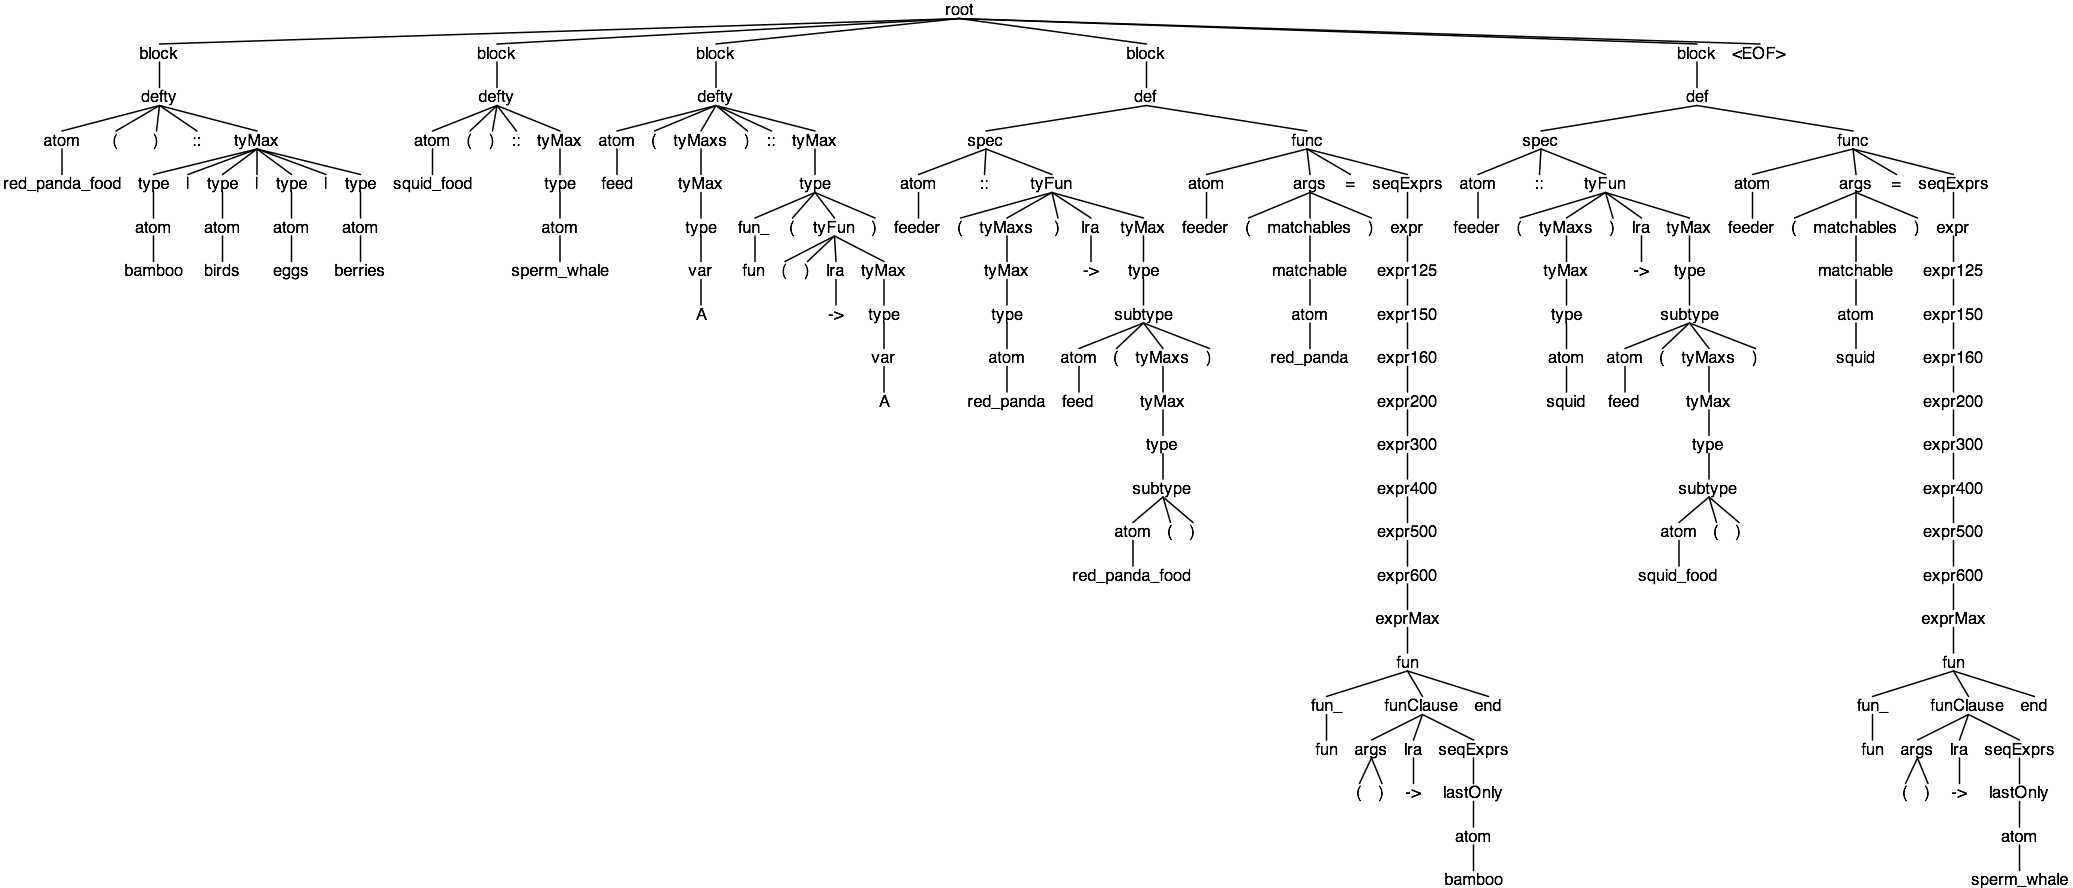 root
block block block block block <EOF>
defty defty defty def def
atom ( ) :: tyMax atom ( ) :: tyMax atom ( tyMaxs ) :: tyMax spec func spec func
red_panda_food type | type | type | type squid_food type feed tyMax type atom :: tyFun atom args = seqExprs atom :: tyFun atom args = seqExprs
atom atom atom atom atom type fun_ ( tyFun ) feeder ( tyMaxs ) lra tyMax feeder ( matchables ) expr feeder ( tyMaxs ) lra tyMax feeder ( matchables ) expr
bamboo birds eggs berries sperm_whale var fun ( ) lra tyMax tyMax -> type matchable expr125 tyMax -> type matchable expr125
A -> type type subtype atom expr150 type subtype atom expr150
var atom atom ( tyMaxs ) red_panda expr160 atom atom ( tyMaxs ) squid expr160
A red_panda feed tyMax expr200 squid feed tyMax expr200
type expr300 type expr300
subtype expr400 subtype expr400
atom ( ) expr500 atom ( ) expr500
red_panda_food expr600 squid_food expr600
exprMax exprMax
fun fun
fun_ funClause end fun_ funClause end
fun args lra seqExprs fun args lra seqExprs
( ) -> lastOnly ( ) -> lastOnly
atom atom
bamboo sperm_whale